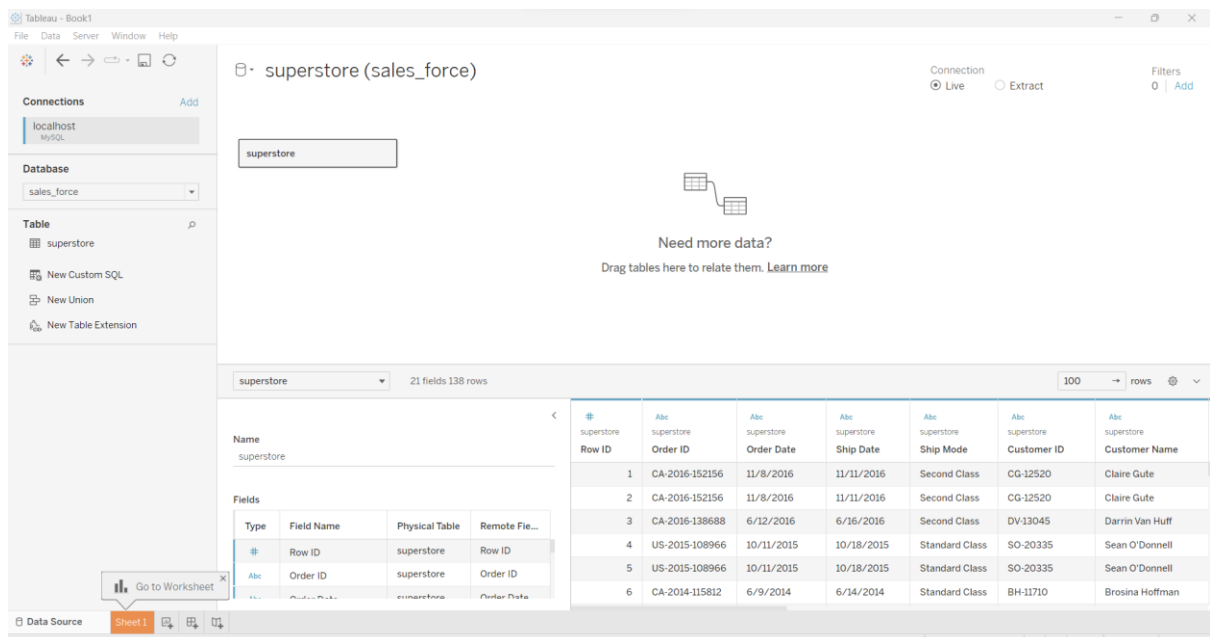 Tableau - Book1
File Data Server Window Help
superstore (sales_force)
Connection
Live Extract
Filters
0 Add
Connections Add
localhost
MySQL
Database
sales_force
Table
superstore
New Custom SQL
New Union
New Table Extension
superstore
Need more data?
Drag tables here to relate them. Learn more
superstore 21 fields 138 rows 100 → rows
Name
superstore
Fields
Type Field Name Physical Table Remote Fie...
# Row ID superstore Row ID
Abc Order ID superstore Order ID
Abc Order Date superstore Order Date
# Abc Abc Abc Abc Abc Abc
superstore superstore superstore superstore superstore superstore superstore
Row ID Order ID Order Date Ship Date Ship Mode Customer ID Customer Name
1 CA-2016-152156 11/8/2016 11/11/2016 Second Class CG-12520 Claire Gute
2 CA-2016-152156 11/8/2016 11/11/2016 Second Class CG-12520 Claire Gute
3 CA-2016-138688 6/12/2016 6/16/2016 Second Class DV-13045 Darrin Van Huff
4 US-2015-108966 10/11/2015 10/18/2015 Standard Class SO-20335 Sean O'Donnell
5 US-2015-108966 10/11/2015 10/18/2015 Standard Class SO-20335 Sean O'Donnell
6 CA-2014-115812 6/9/2014 6/14/2014 Standard Class BH-11710 Brosina Hoffman
Go to Worksheet
Data Source Sheet 1